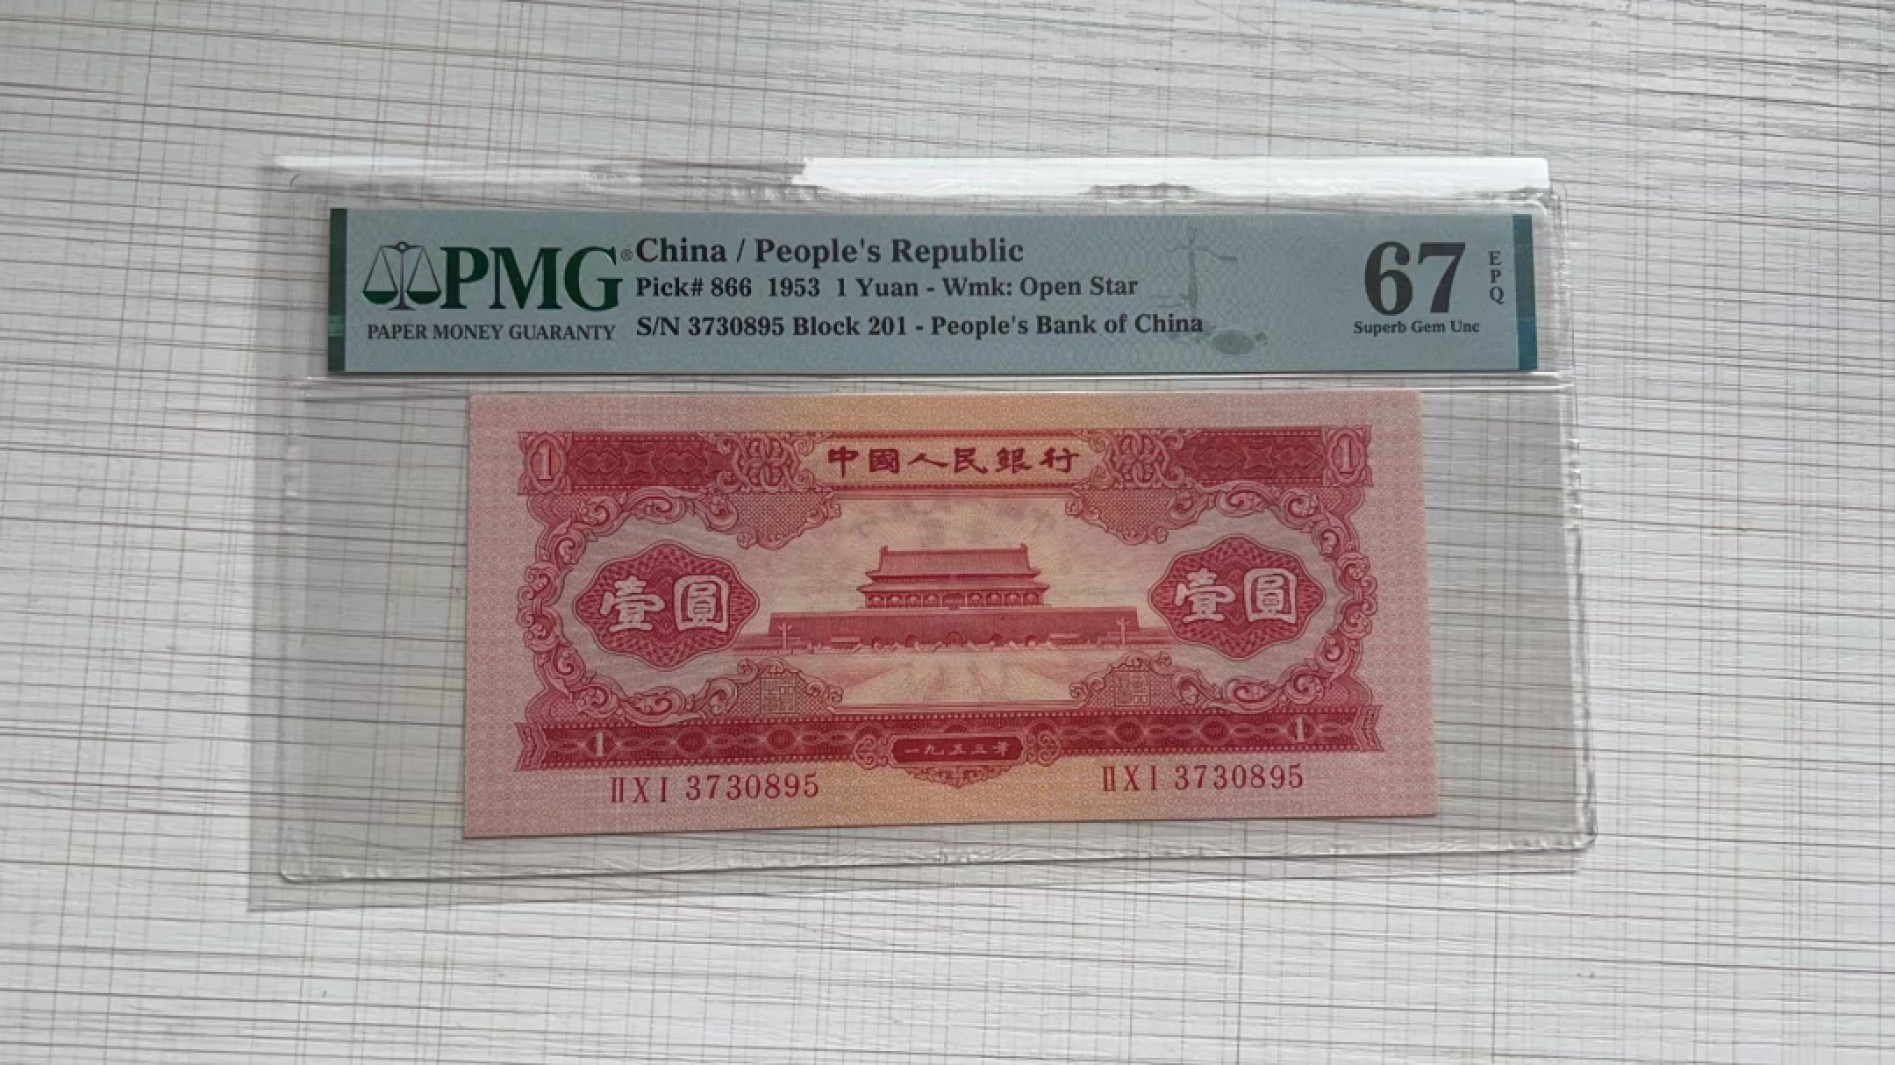 PMG®
PAPER MONEY GUARANTY
China / People's Republic
Pick# 866 1953 1 Yuan - Wmk: Open Star
S/N 3730895 Block 201 - People's Bank of China
67
EPQ
Superb Gem Unc
1
中國人民銀行
1
壹圓
壹圓
1
一九五三年
1
ⅡⅩⅠ 3730895
ⅡⅩⅠ 3730895